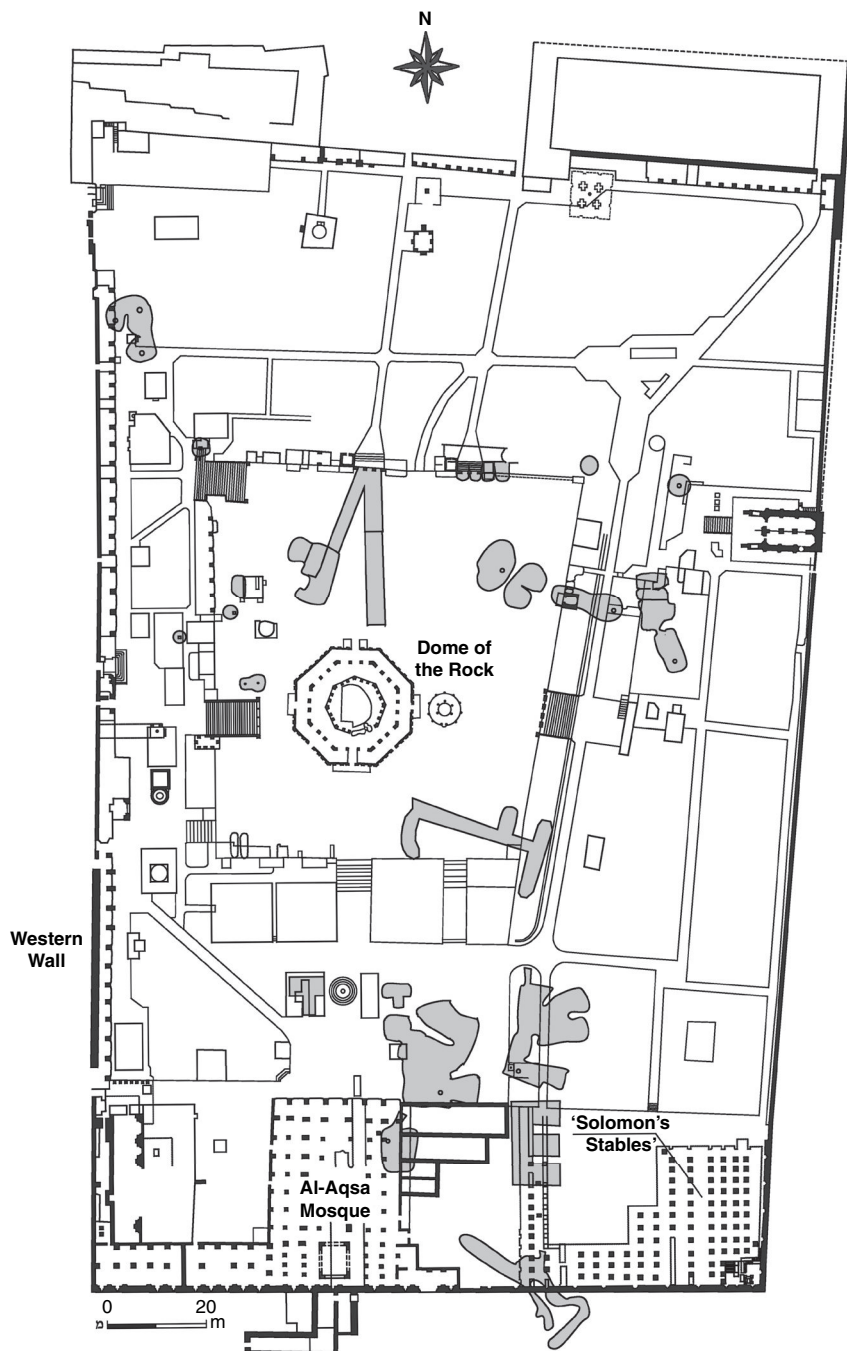 N
Dome of
the Rock
Western
Wall
'Solomon's
Stables'
Al-Aqsa
Mosque
0 20
מ m